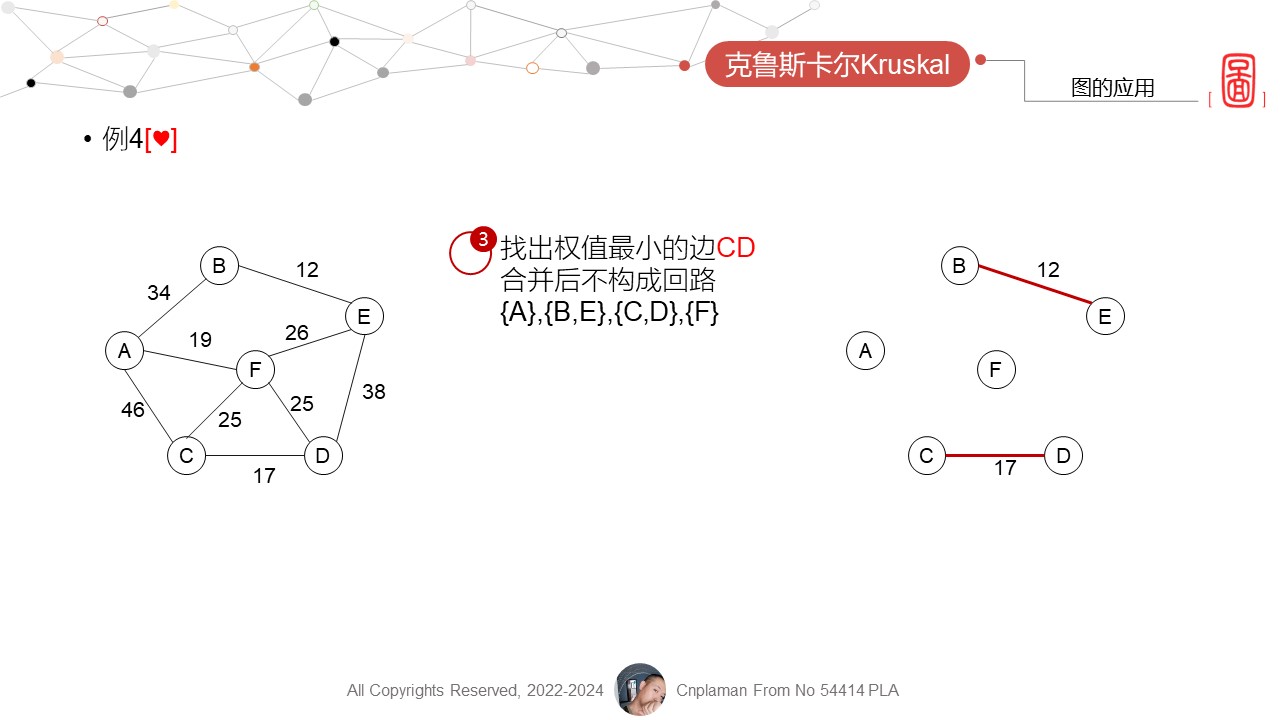 克鲁斯卡尔Kruskal
图的应用
• 例4[♥]
3
找出权值最小的边CD
合并后不构成回路
{A},{B,E},{C,D},{F}
B
12
34
E
26
19
A
F
38
46
25
25
C
D
17
B
12
E
A
F
C
D
17
All Copyrights Reserved, 2022-2024
Cnplaman From No 54414 PLA